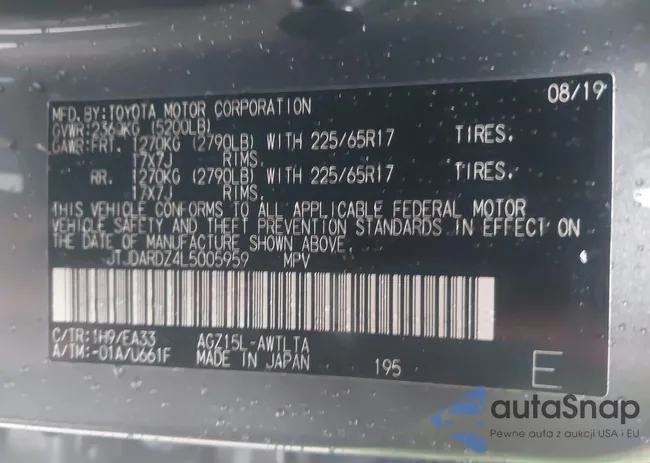 MFD.BY:TOYOTA MOTOR CORPORATION 08/19
GVWR:2360KG (5200LB)
GAWR:FRT. 1270KG (2790LB) WITH 225/65R17 TIRES.
17X7J RIMS.
RR. 1270KG (2790LB) WITH 225/65R17 TIRES.
17X7J RIMS.
THIS VEHICLE CONFORMS TO ALL APPLICABLE FEDERAL MOTOR
VEHICLE SAFETY AND THEFT PREVENTION STANDARDS IN EFFECT ON
THE DATE OF MANUFACTURE SHOWN ABOVE.
JTJDARDZ4L5005959 MPV
C/TR:1H9/EA33 AGZ15L-AWTLTA
A/TM:-01A/U661F MADE IN JAPAN 195
E
autaSnap
Pewne auta z aukcji USA i EU